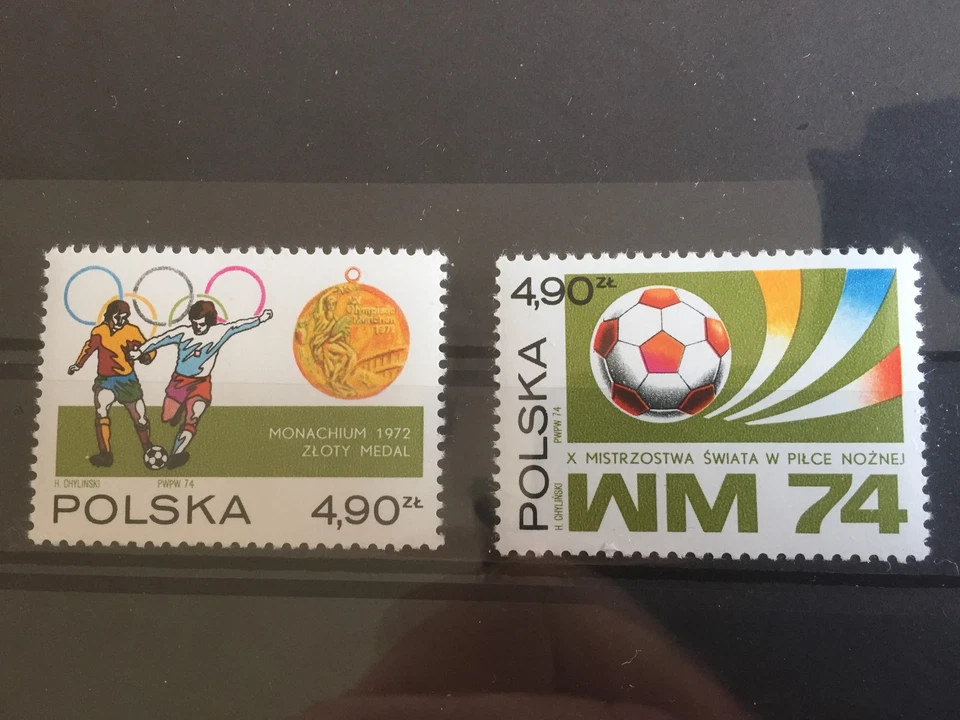 MONACHIUM 1972
ZŁOTY MEDAL
H. CHYLIŃSKI
PWPW 74
POLSKA
4,90 ZŁ
4,90 ZŁ
POLSKA
PWPW 74
H. CHYLIŃSKI
X MISTRZOSTWA ŚWIATA W PIŁCE NOŻNEJ
WM 74